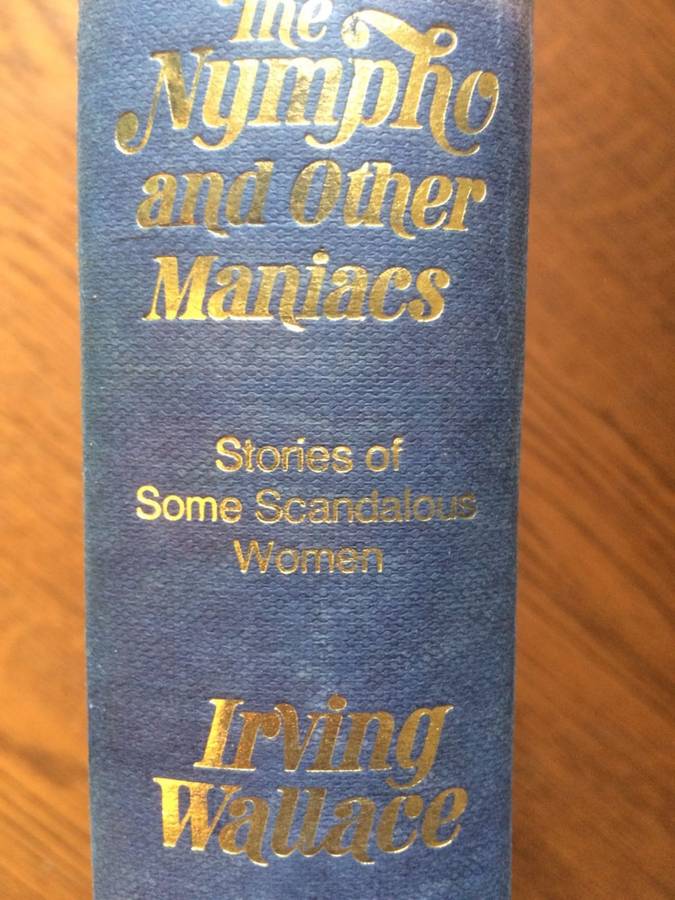 The
Nympho
and Other
Maniacs
Stories of
Some Scandalous
Women
Irving
Wallace